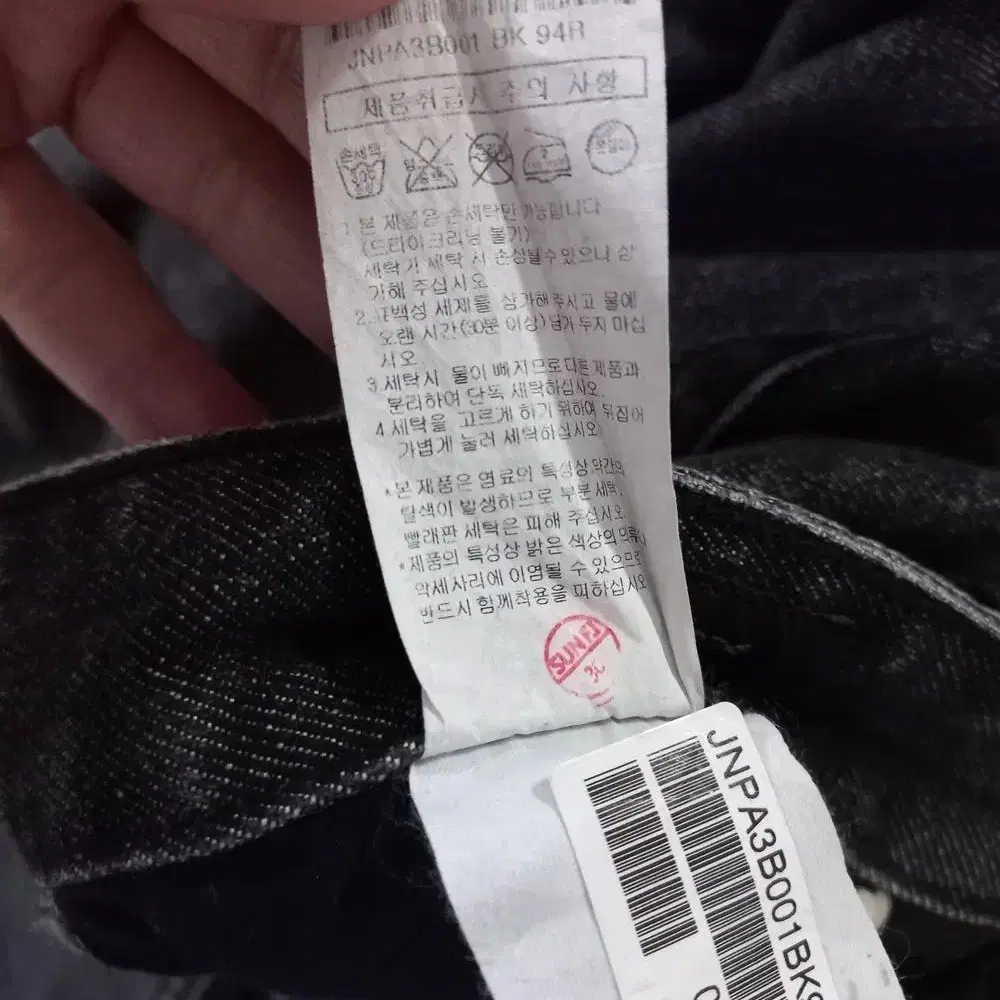 JNPA3B001 BK 94R
제품취급시주의 사항
손세탁
1. 본 제품은 손세탁만 가능합니다
(드라이크리닝 불가)
세탁기 세탁 시 손상될수있으니 삼
가해 주십시오
2. 표백성 세제를 삼가해주시고 물에
오랜 시간(30분 이상)담가 두지 마십
시오
3.세탁시 물이 빠지므로다른제품과
분리하여 단독 세탁하십시오.
4.세탁을 고르게 하기 위하여 뒤집어
가볍게 눌러 세탁하십시오
*본 제품은 염료의 특성상 약간의
탈색이 발생하므로 부분 세탁.
빨래판 세탁은 피해 주십시오
*제품의 특성상 밝은 색상의 의류나
악세사리에 이염될 수 있으므로
반드시 함께착용을 피하십시오
JNPA3B001BK